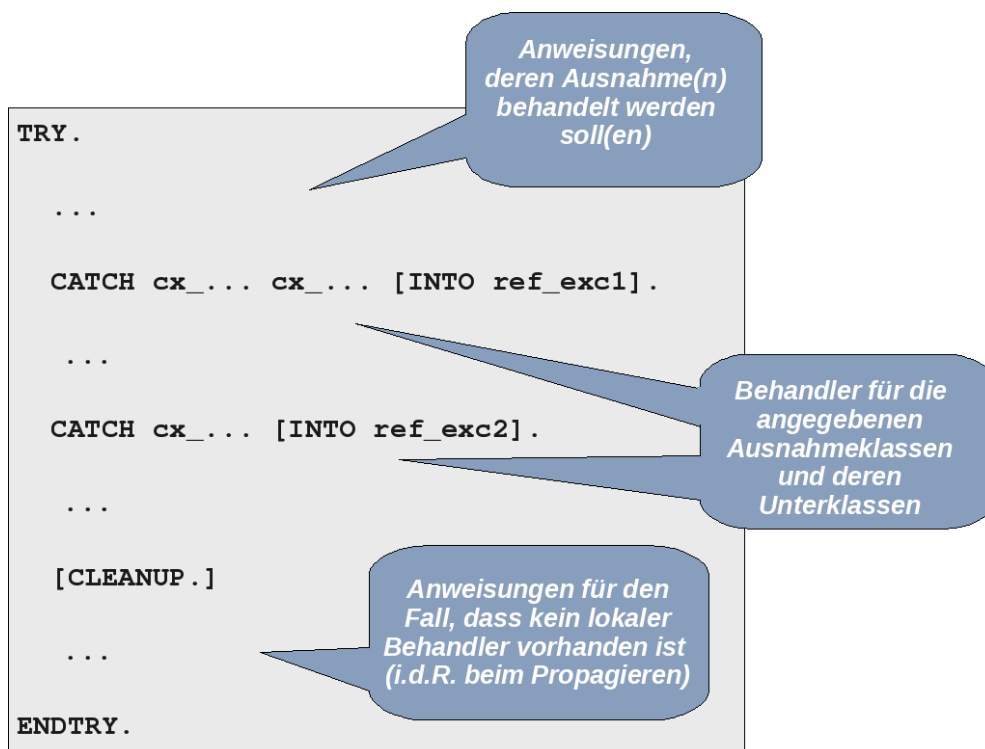 Anweisungen,
deren Ausnahme(n)
behandelt werden
soll(en)
TRY.
...
CATCH cx_... cx_... [INTO ref_exc1].
...
Behandler für die
angegebenen
Ausnahmeklassen
und deren
Unterklassen
CATCH cx_... [INTO ref_exc2].
...
[CLEANUP.]
Anweisungen für den
Fall, dass kein lokaler
Behandler vorhanden ist
(i.d.R. beim Propagieren)
...
ENDTRY.